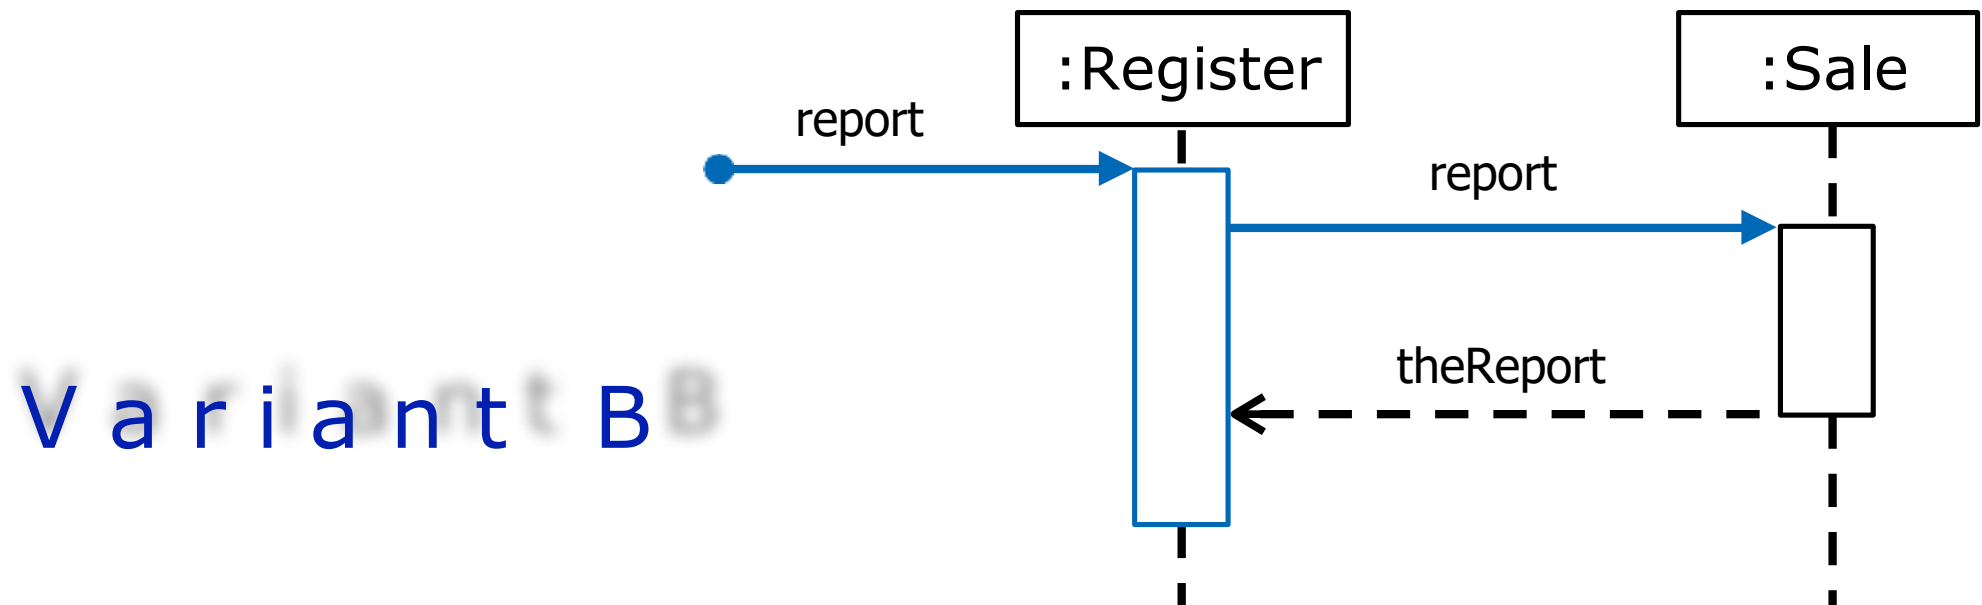 :Register
:Sale
report
report
theReport
Variant B